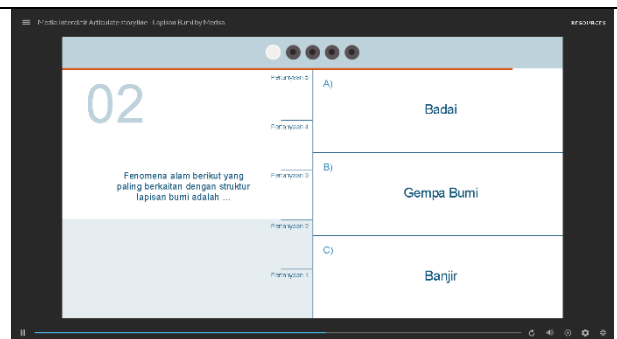 Media Interaktif Articulate storyline - Lapisan Bumi by Merisa
RESOURCES
02
Fenomena alam berikut yang
paling berkaitan dengan struktur
lapisan bumi adalah ...
Pertanyaan 5
Pertanyaan 4
Pertanyaan 3
Pertanyaan 2
Pertanyaan 1
A)
Badai
B)
Gempa Bumi
C)
Banjir